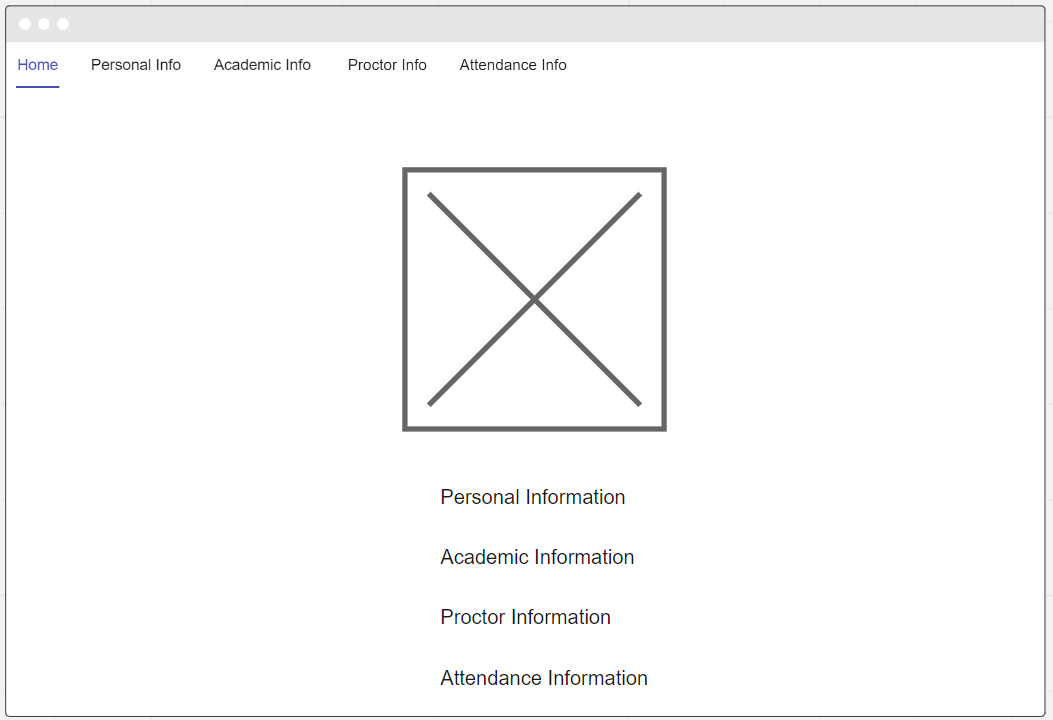 Home Personal Info Academic Info Proctor Info Attendance Info
Personal Information
Academic Information
Proctor Information
Attendance Information